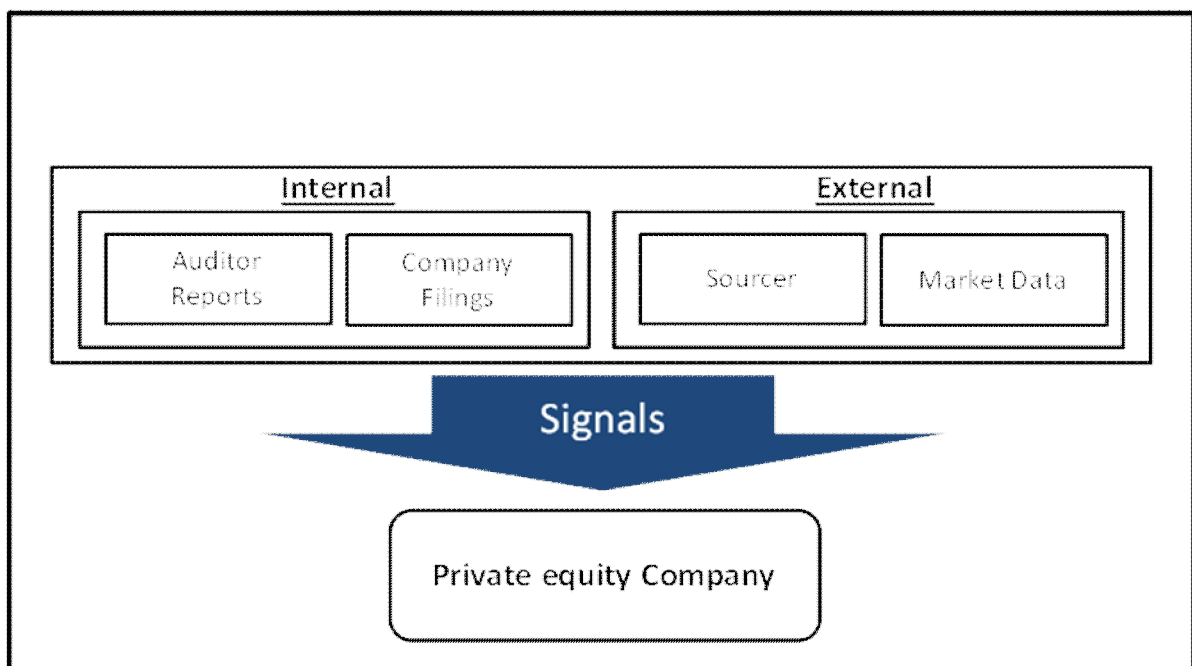 Internal
External
Auditor
Reports
Company
Filings
Sourcer
Market Data
Signals
Private equity Company